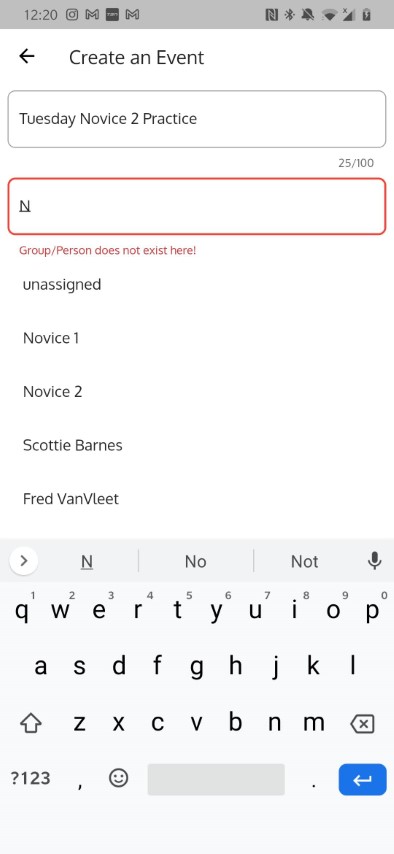 12:20
Create an Event
Tuesday Novice 2 Practice
25/100
N
Group/Person does not exist here!
unassigned
Novice 1
Novice 2
Scottie Barnes
Fred VanVleet
N No Not
1 2 3 4 5 6 7 8 9 0
q w e r t y u i o p
a s d f g h j k l
z x c v b n m
?123 , .